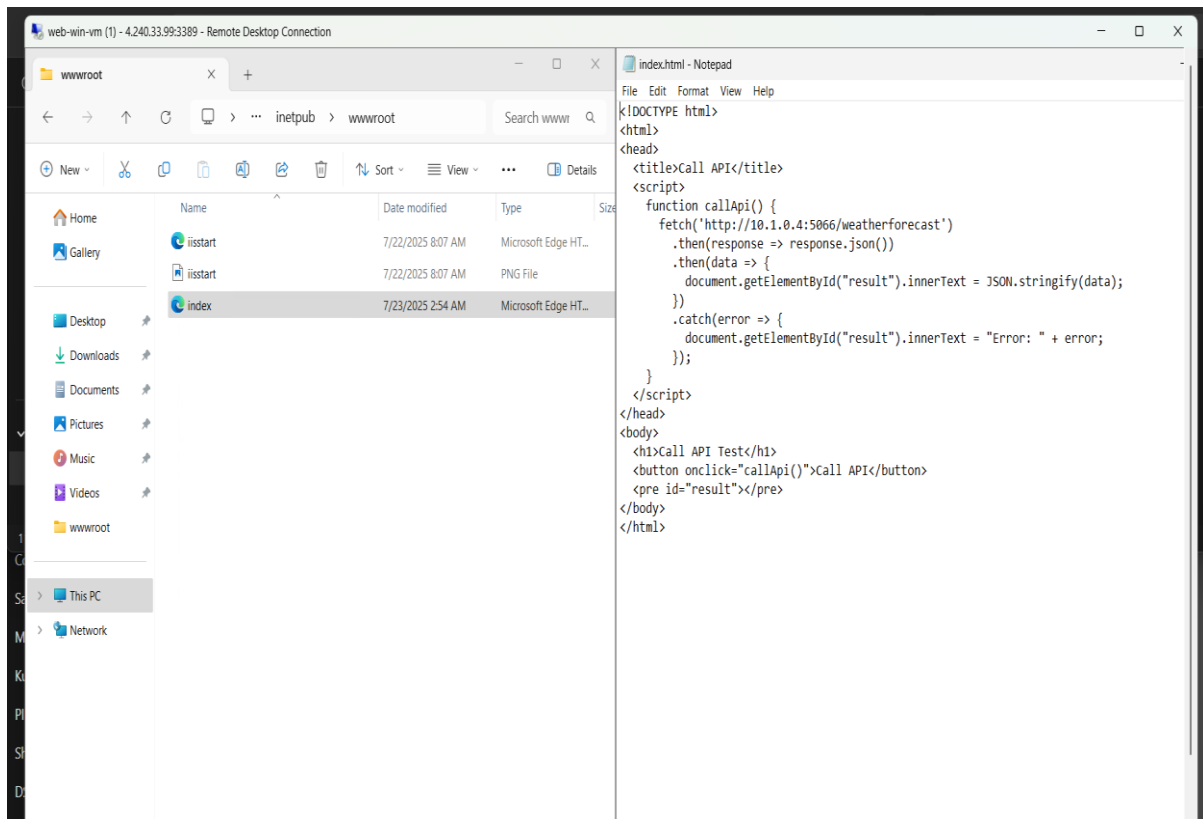 web-win-vm (1) - 4.240.33.99:3389 - Remote Desktop Connection
wwwroot
inetpub > wwwroot
Search wwwr
New
Sort
View
Details
Home
Gallery
Desktop
Downloads
Documents
Pictures
Music
Videos
wwwroot
This PC
Network
Name Date modified Type Size
iisstart 7/22/2025 8:07 AM Microsoft Edge HT...
iisstart 7/22/2025 8:07 AM PNG File
index 7/23/2025 2:54 AM Microsoft Edge HT...
index.html - Notepad
File Edit Format View Help
<!DOCTYPE html>
<html>
<head>
  <title>Call API</title>
  <script>
    function callApi() {
      fetch('http://10.1.0.4:5066/weatherforecast')
        .then(response => response.json())
        .then(data => {
          document.getElementById("result").innerText = JSON.stringify(data);
        })
        .catch(error => {
          document.getElementById("result").innerText = "Error: " + error;
        });
    }
  </script>
</head>
<body>
  <h1>Call API Test</h1>
  <button onclick="callApi()">Call API</button>
  <pre id="result"></pre>
</body>
</html>